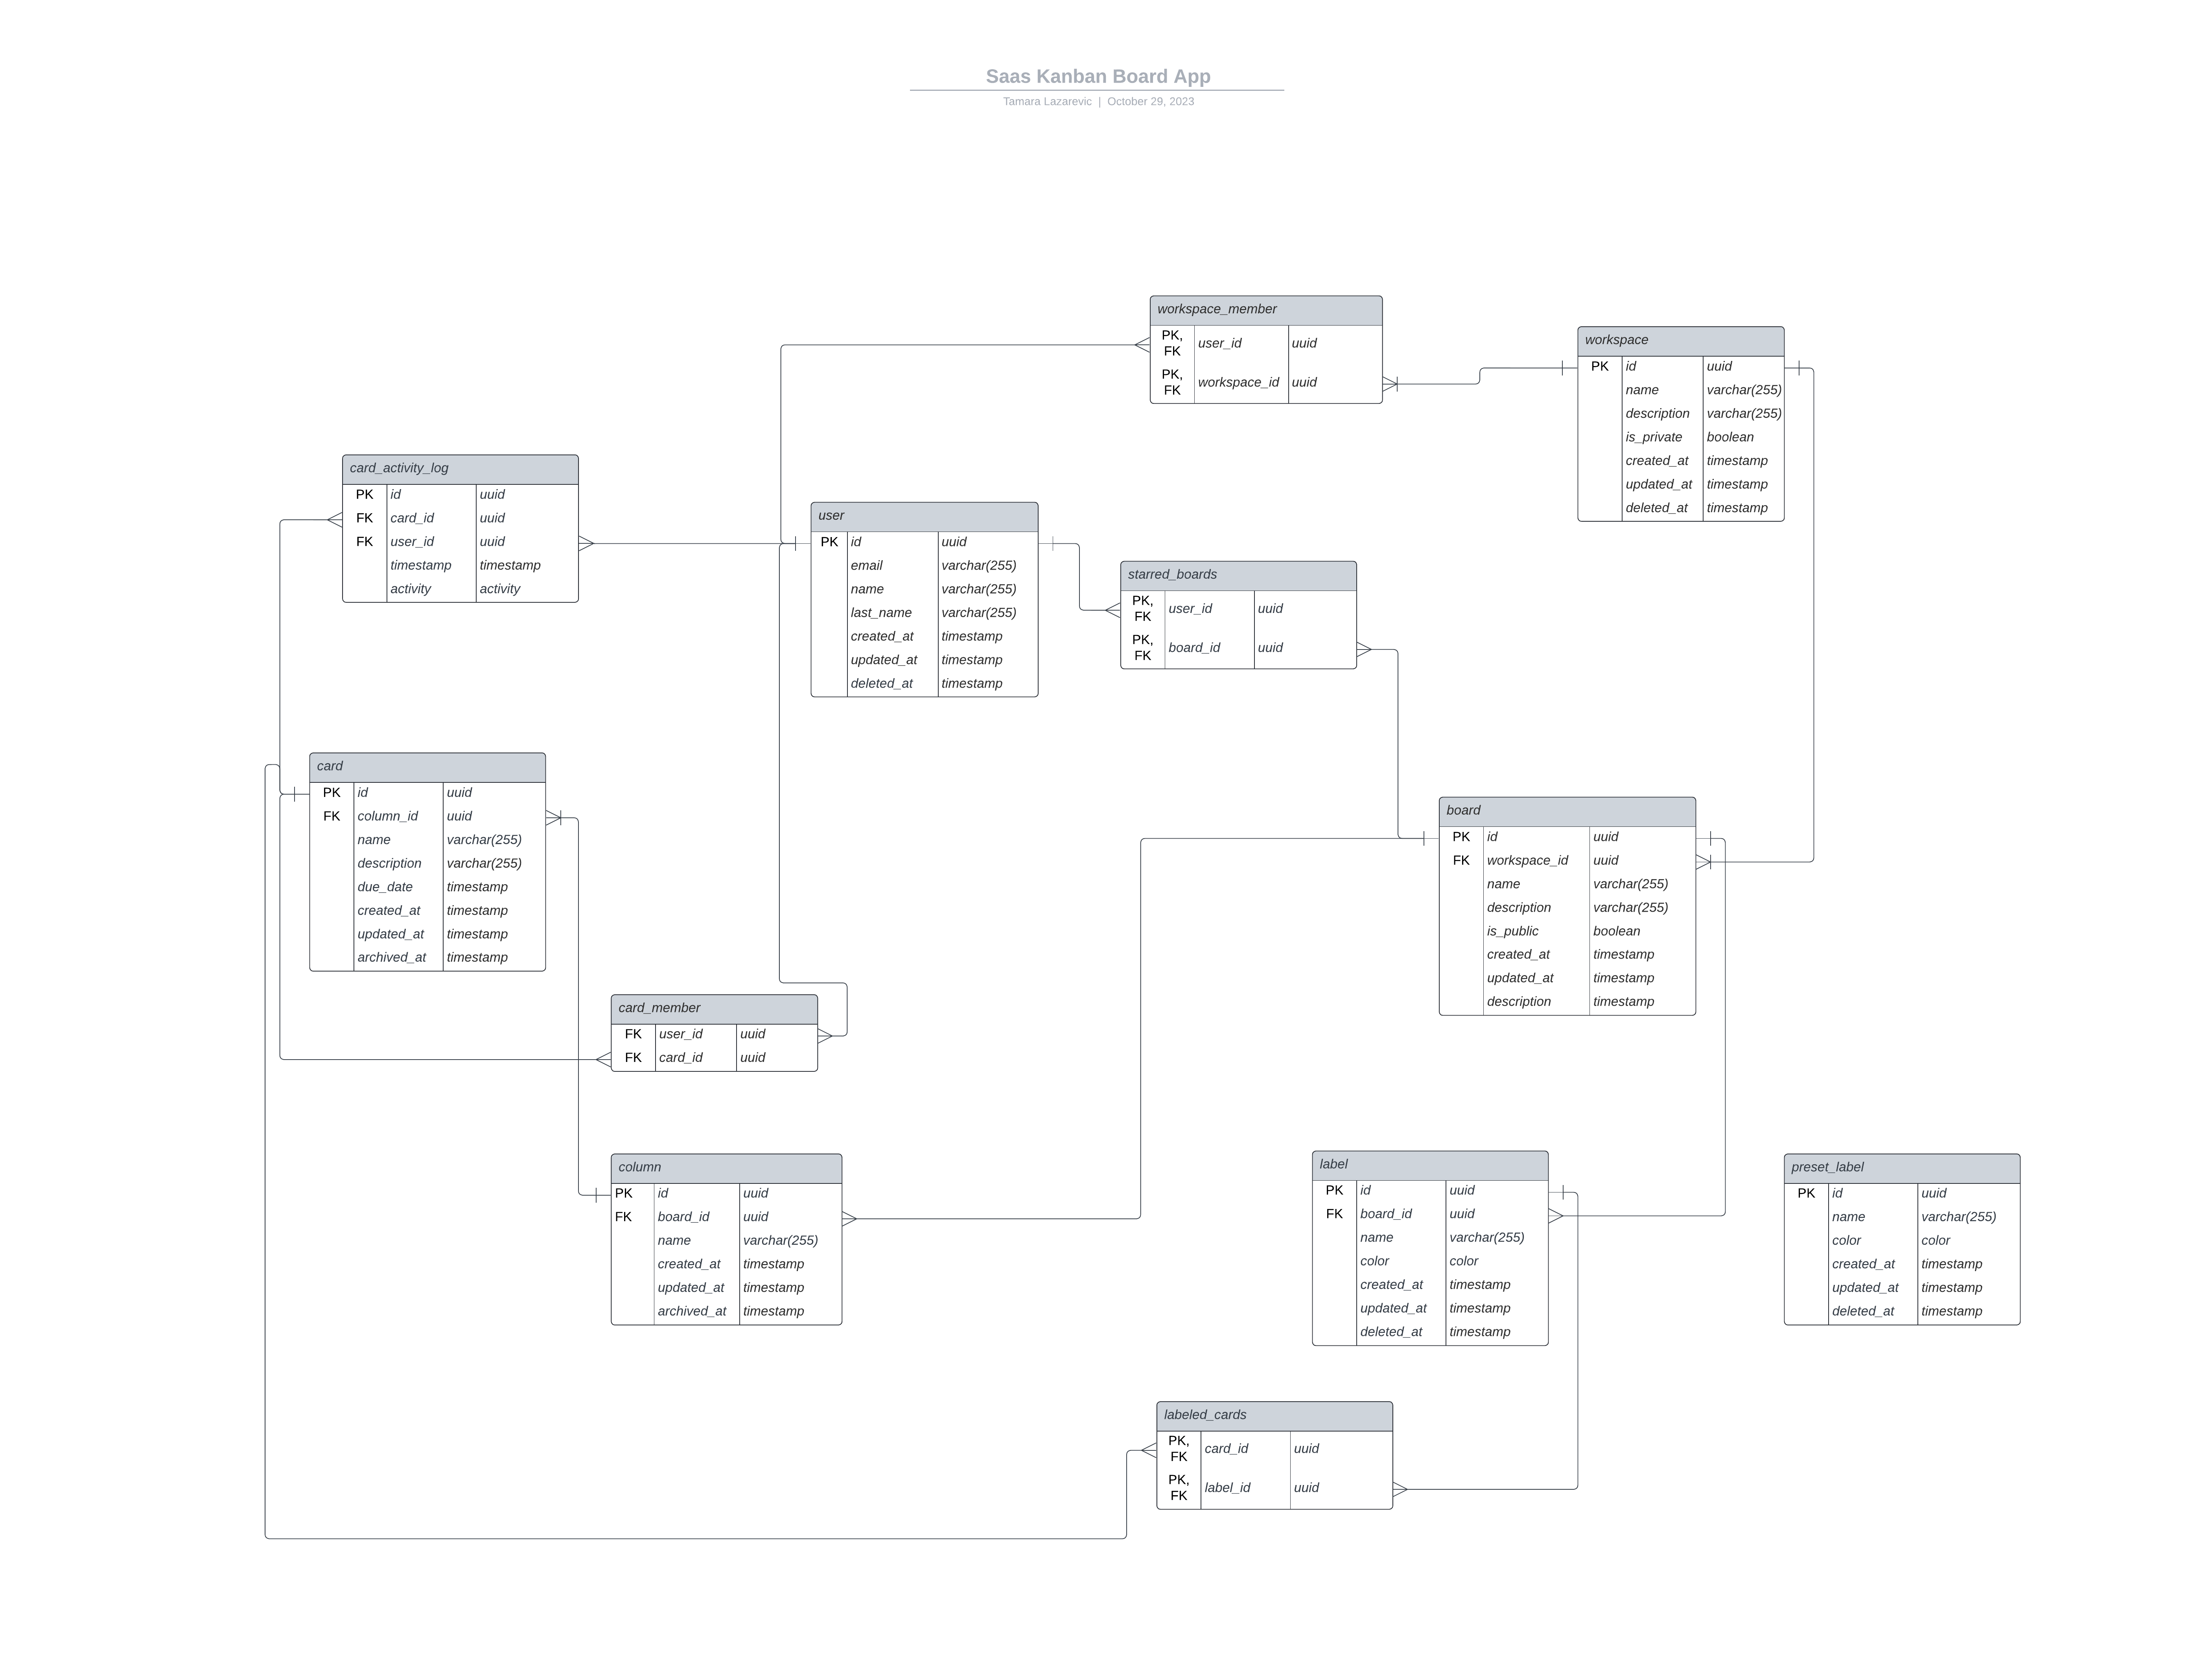 Saas Kanban Board App
Tamara Lazarevic | October 29, 2023
workspace_member
PK, FK user_id uuid
PK, FK workspace_id uuid
workspace
PK id uuid
name varchar(255)
description varchar(255)
is_private boolean
created_at timestamp
updated_at timestamp
deleted_at timestamp
card_activity_log
PK id uuid
FK card_id uuid
FK user_id uuid
timestamp timestamp
activity activity
user
PK id uuid
email varchar(255)
name varchar(255)
last_name varchar(255)
created_at timestamp
updated_at timestamp
deleted_at timestamp
starred_boards
PK, FK user_id uuid
PK, FK board_id uuid
card
PK id uuid
FK column_id uuid
name varchar(255)
description varchar(255)
due_date timestamp
created_at timestamp
updated_at timestamp
archived_at timestamp
board
PK id uuid
FK workspace_id uuid
name varchar(255)
description varchar(255)
is_public boolean
created_at timestamp
updated_at timestamp
description timestamp
card_member
FK user_id uuid
FK card_id uuid
column
PK id uuid
FK board_id uuid
name varchar(255)
created_at timestamp
updated_at timestamp
archived_at timestamp
label
PK id uuid
FK board_id uuid
name varchar(255)
color color
created_at timestamp
updated_at timestamp
deleted_at timestamp
preset_label
PK id uuid
name varchar(255)
color color
created_at timestamp
updated_at timestamp
deleted_at timestamp
labeled_cards
PK, FK card_id uuid
PK, FK label_id uuid